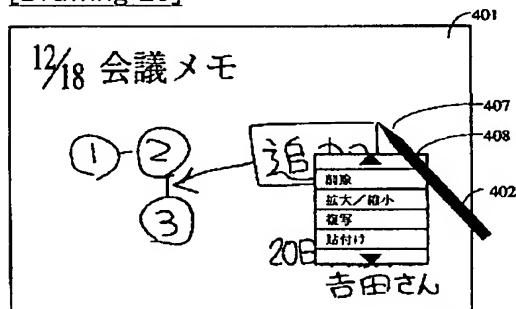 [Drawing
401
12/18 会議メモ
407
408
① ② 追
削除
402
拡大/縮小
③ 複写
貼付け
20日
吉田さん